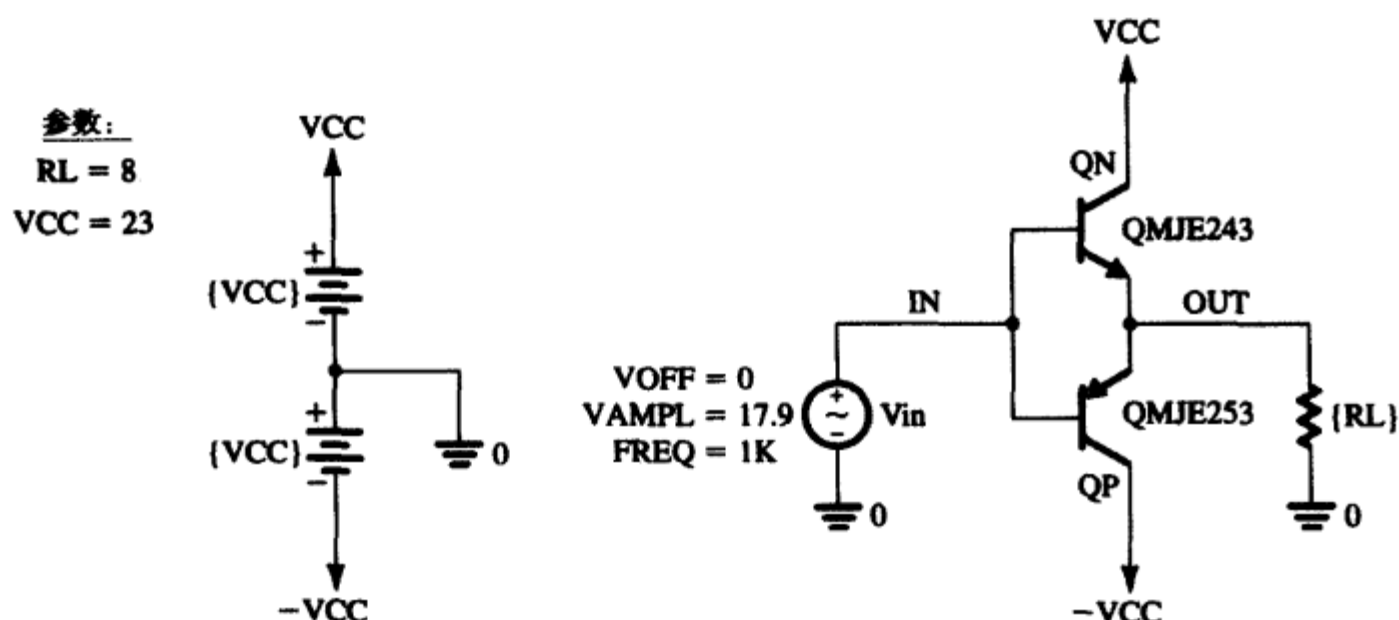 参数：
RL = 8
VCC = 23
VCC
+
{VCC}
−
+
{VCC}
−
0
−VCC
VCC
QN
QMJE243
IN
OUT
VOFF = 0
VAMPL = 17.9
FREQ = 1K
+
~
−
Vin
0
QMJE253
QP
{RL}
0
−VCC